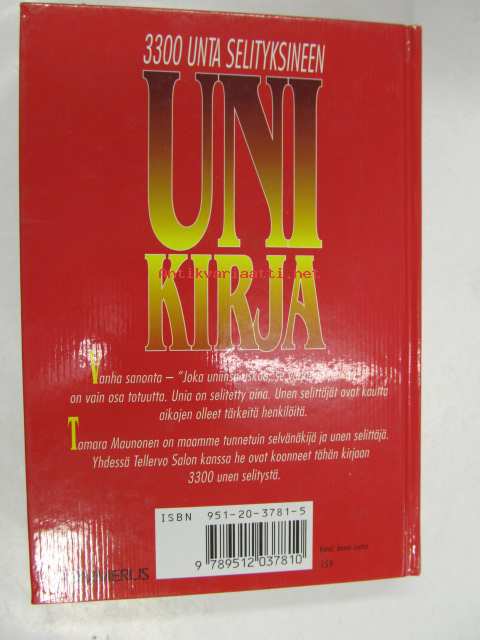 3300 UNTA SELITYKSINEEN
UNI
KIRJA
Antikvariaatti.net
Vanha sanonta – "Joka uniinsa uskoo, se
on vain osa totuutta. Unia on selitetty aina. Unen selittäjät ovat kautta
aikojen olleet tärkeitä henkilöitä.
Tamara Maunonen on maamme tunnetuin selvänäkijä ja unen selittäjä.
Yhdessä Tellervo Salon kanssa he ovat koonneet tähän kirjaan
3300 unen selitystä.
ISBN 951-20-3781-5
9 789512 037810
159